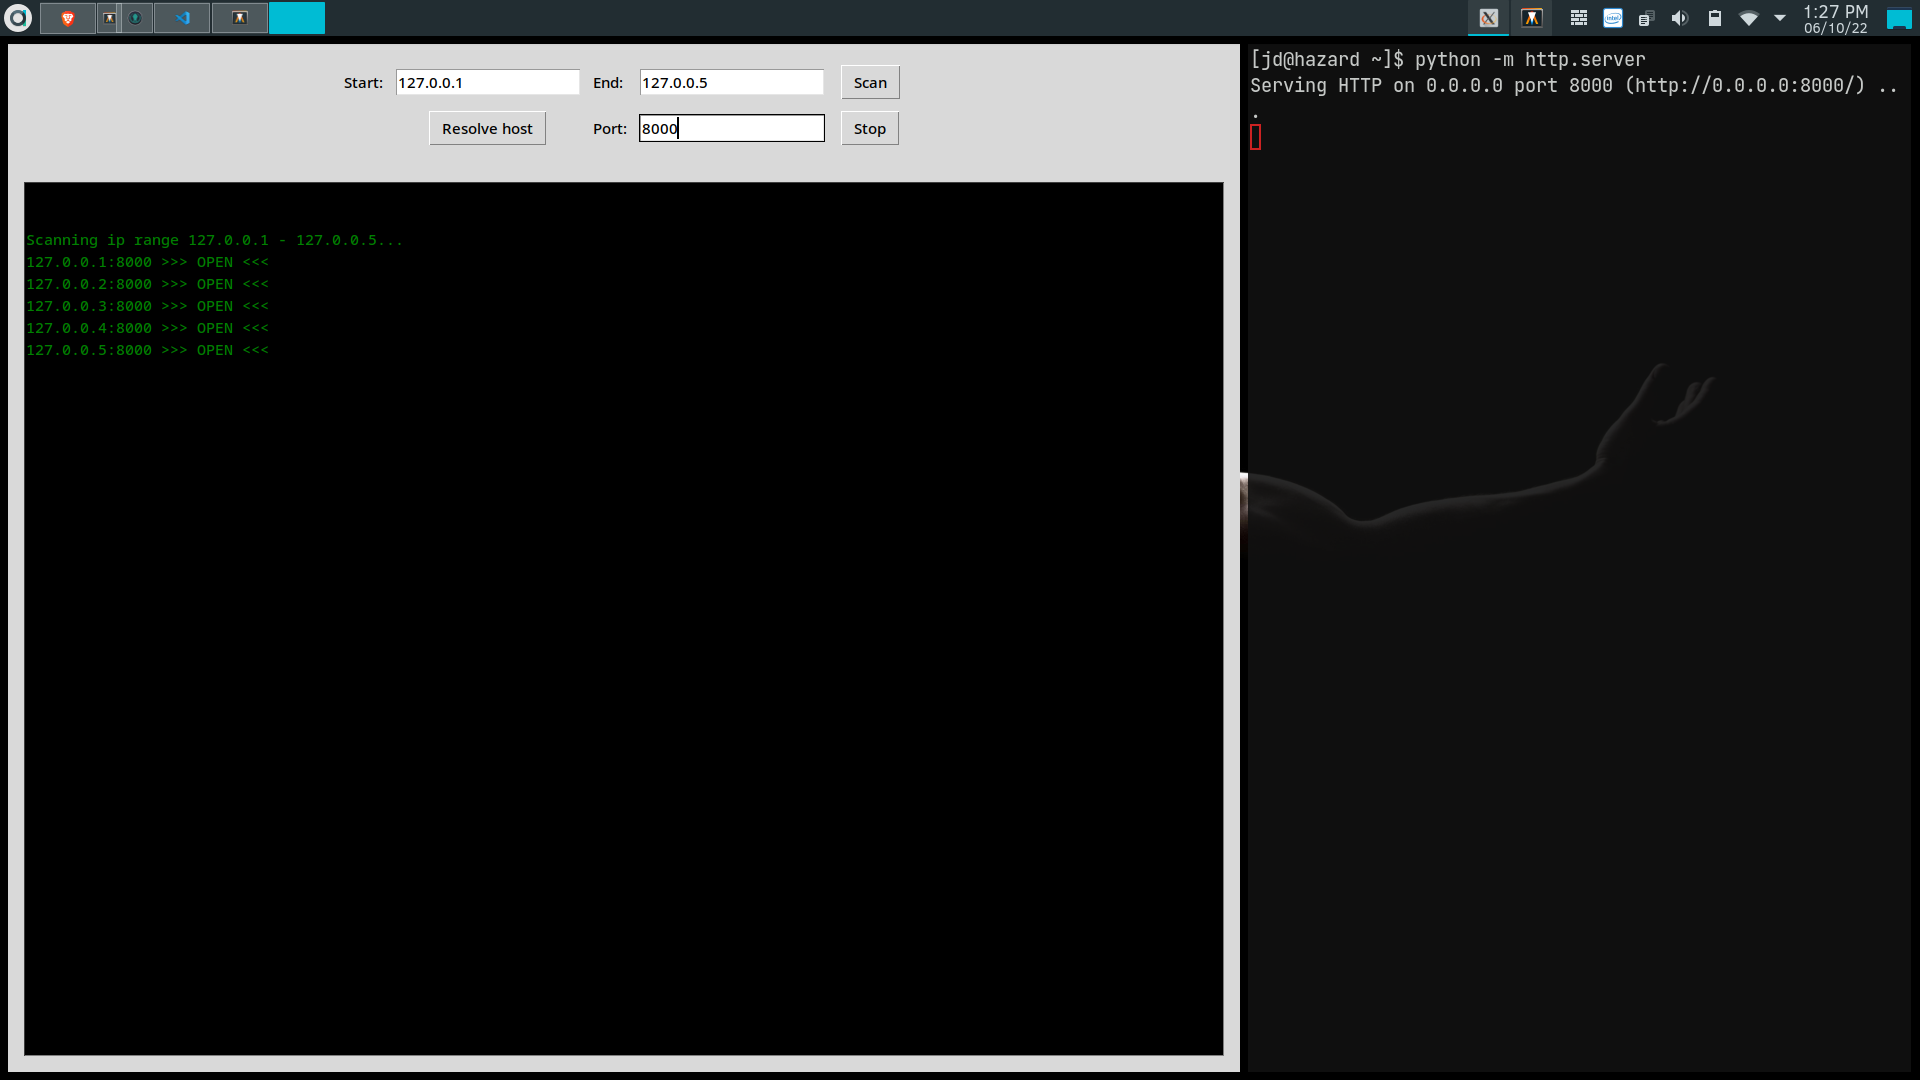 1:27 PM
06/10/22
Start: 127.0.0.1 End: 127.0.0.5 Scan
Resolve host Port: 8000 Stop
Scanning ip range 127.0.0.1 - 127.0.0.5...
127.0.0.1:8000 >>> OPEN <<<
127.0.0.2:8000 >>> OPEN <<<
127.0.0.3:8000 >>> OPEN <<<
127.0.0.4:8000 >>> OPEN <<<
127.0.0.5:8000 >>> OPEN <<<
[jd@hazard ~]$ python -m http.server
Serving HTTP on 0.0.0.0 port 8000 (http://0.0.0.0:8000/) ..
.